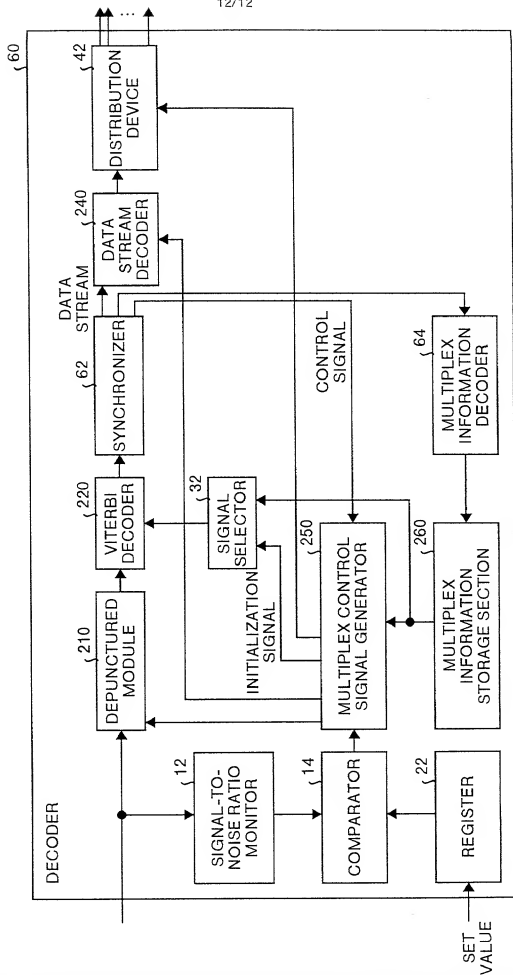 12/12
60
DECODER
...
42
DISTRIBUTION
DEVICE
240
DATA
STREAM
DECODER
DATA
STREAM
62
SYNCHRONIZER
220
VITERBI
DECODER
210
DEPUNCTURED
MODULE
32
SIGNAL
SELECTOR
INITIALIZATION
SIGNAL
CONTROL
SIGNAL
64
MULTIPLEX
INFORMATION
DECODER
12
SIGNAL-TO-
NOISE RATIO
MONITOR
14
COMPARATOR
250
MULTIPLEX CONTROL
SIGNAL GENERATOR
22
REGISTER
260
MULTIPLEX
INFORMATION
STORAGE SECTION
SET
VALUE